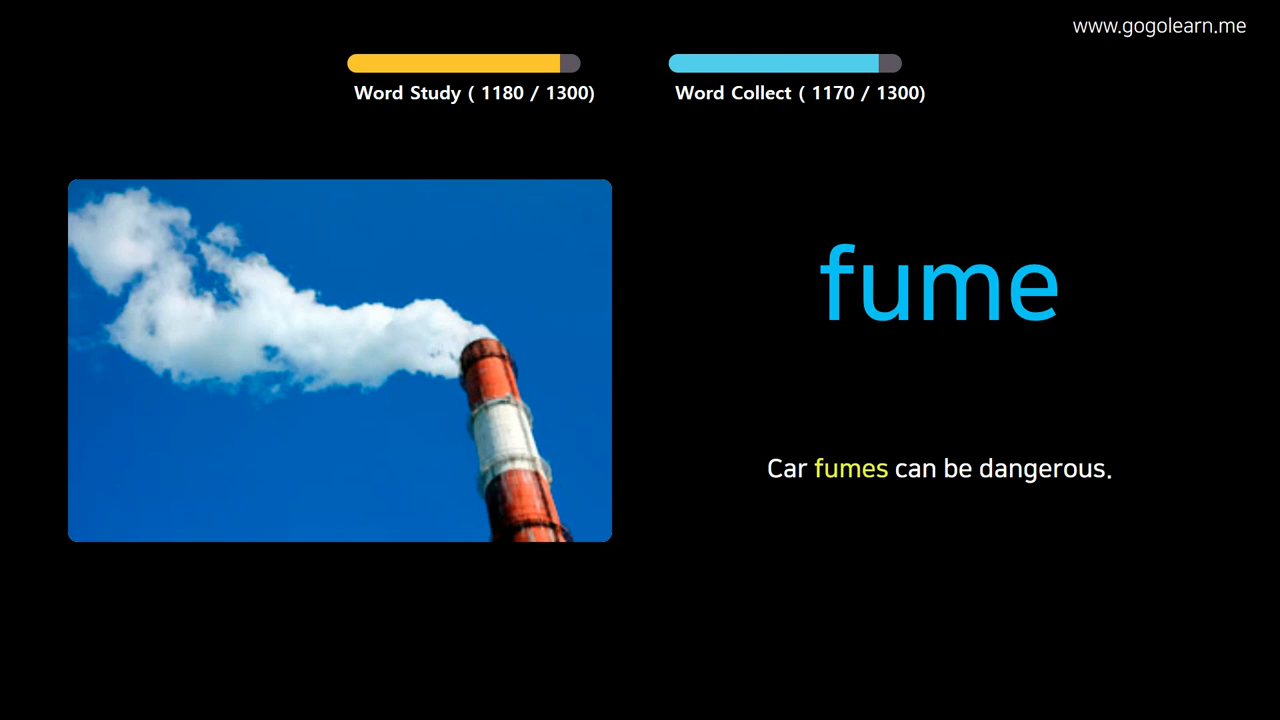 www.gogolearn.me
Word Study ( 1180 / 1300)
Word Collect ( 1170 / 1300)
fume
Car fumes can be dangerous.